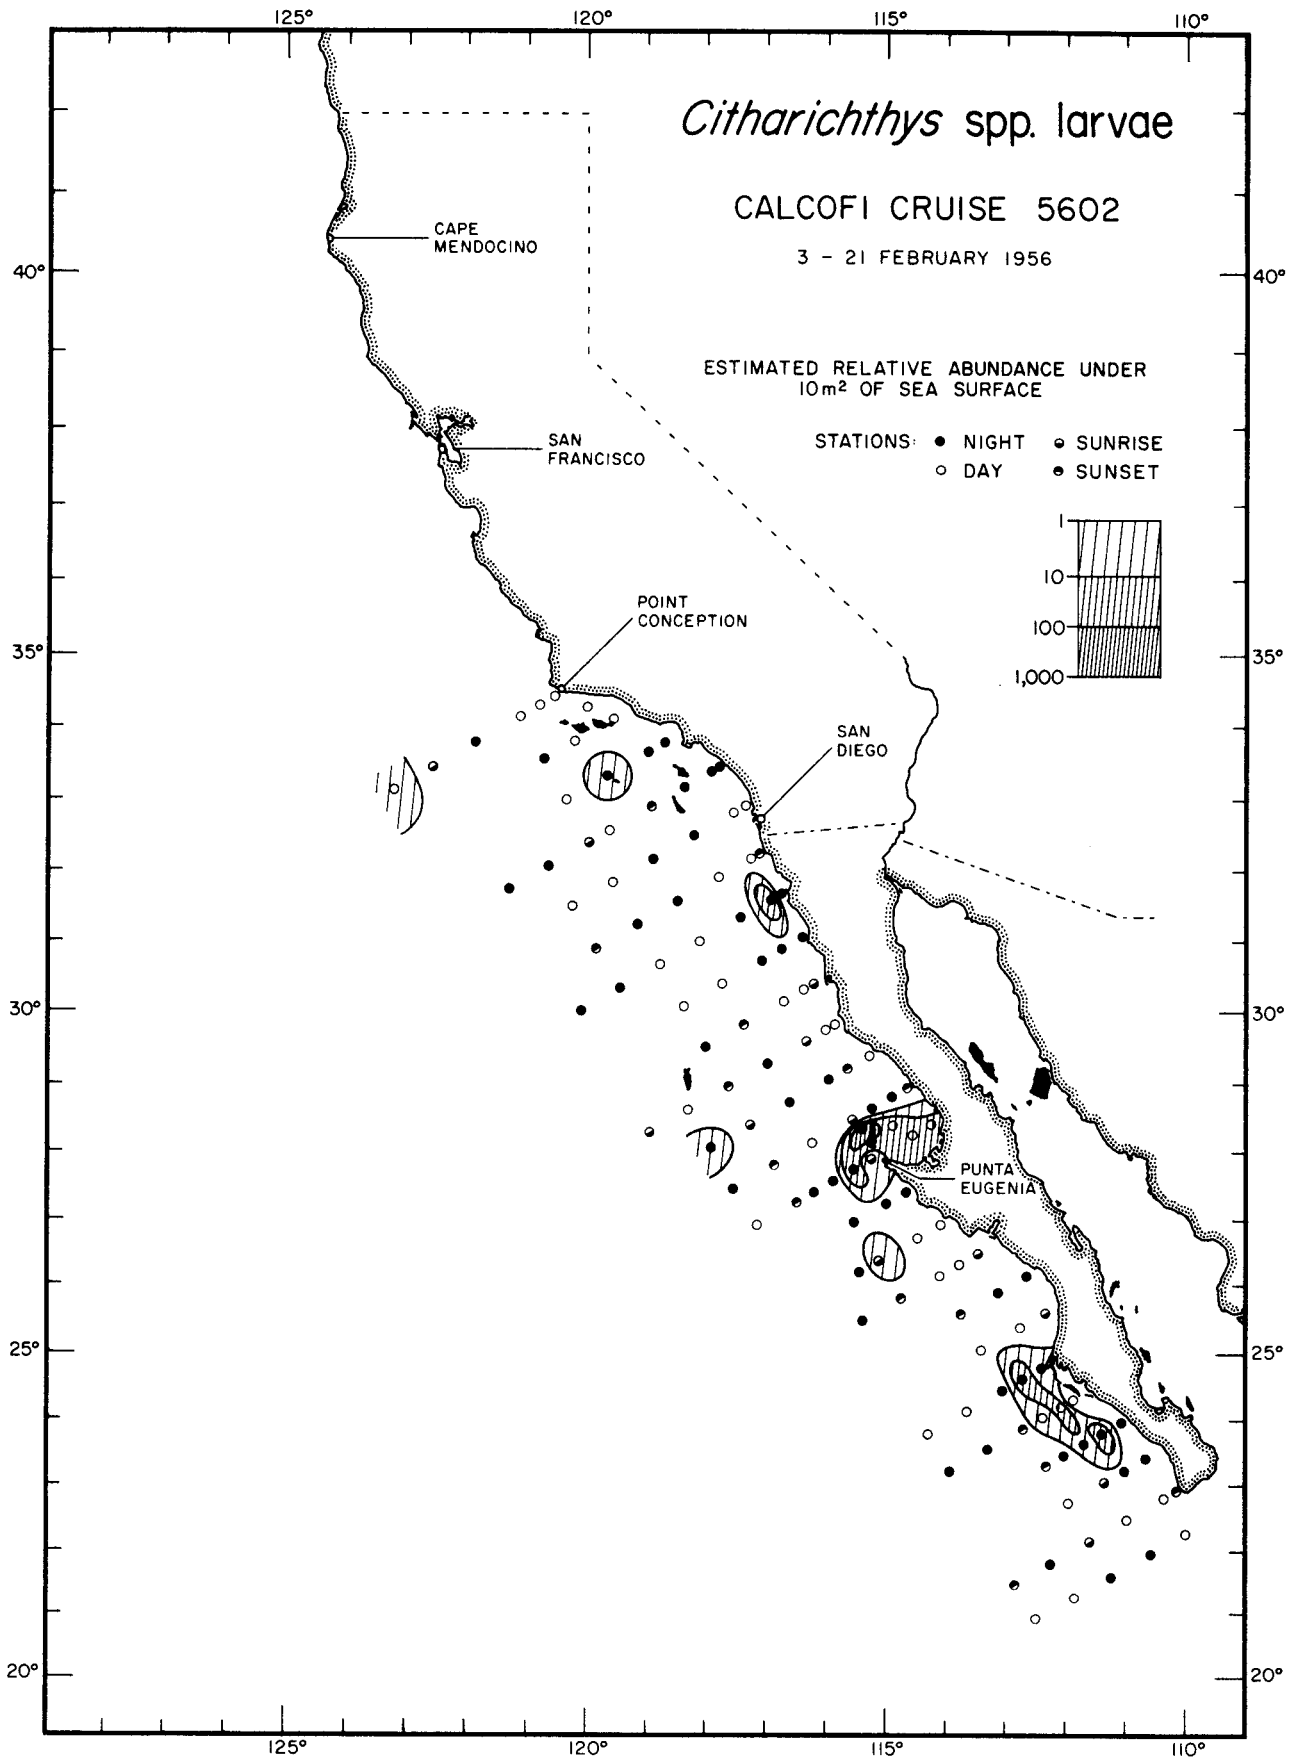 125° 120° 115° 110°
Citharichthys spp. larvae
CALCOFI CRUISE 5602
3 - 21 FEBRUARY 1956
CAPE
MENDOCINO
40° 40°
ESTIMATED RELATIVE ABUNDANCE UNDER
10m² OF SEA SURFACE
STATIONS: NIGHT SUNRISE
DAY SUNSET
SAN
FRANCISCO
1
10
100
1,000
POINT
CONCEPTION
35° 35°
SAN
DIEGO
30° 30°
PUNTA
EUGENIA
25° 25°
20° 20°
125° 120° 115° 110°